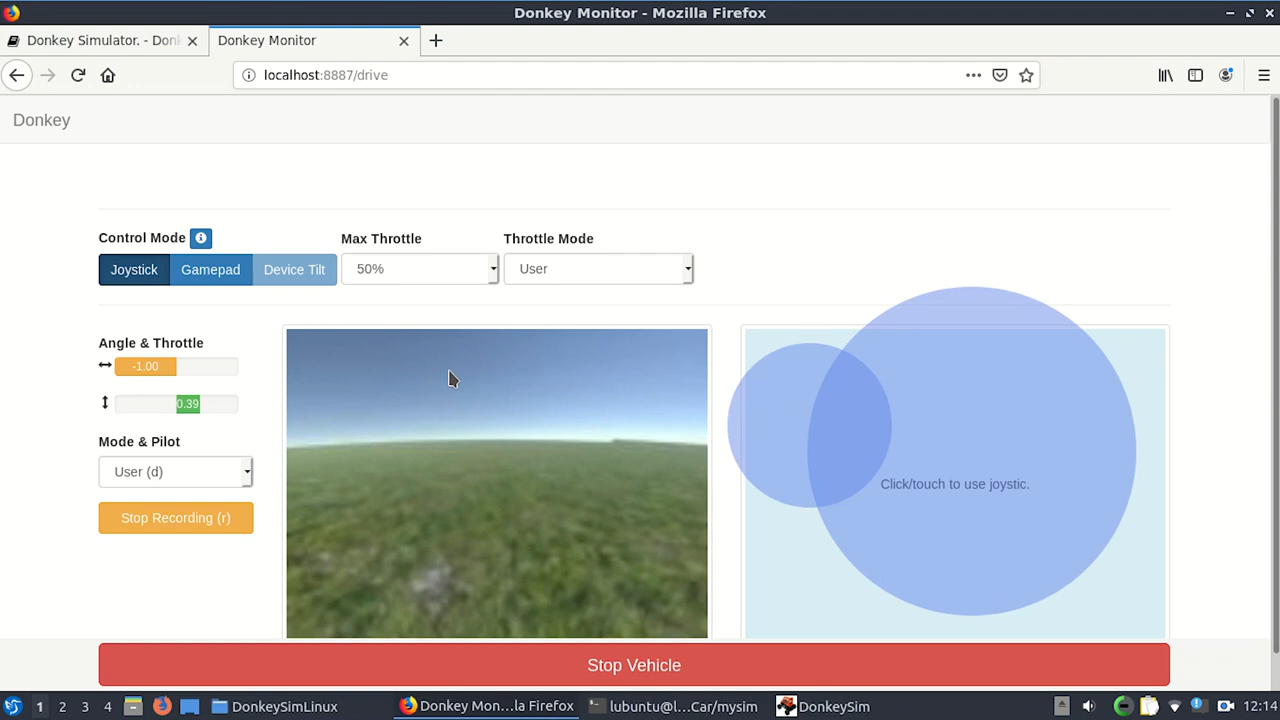 Donkey Monitor - Mozilla Firefox
Donkey Simulator. - Donk
Donkey Monitor
localhost:8887/drive
Donkey
Control Mode
Max Throttle
Throttle Mode
Joystick
Gamepad
Device Tilt
50%
User
Angle & Throttle
-1.00
0.39
Mode & Pilot
User (d)
Stop Recording (r)
Click/touch to use joystic.
Stop Vehicle
1
2
3
4
DonkeySimLinux
Donkey Mon…la Firefox
lubuntu@l…Car/mysim
DonkeySim
12:14